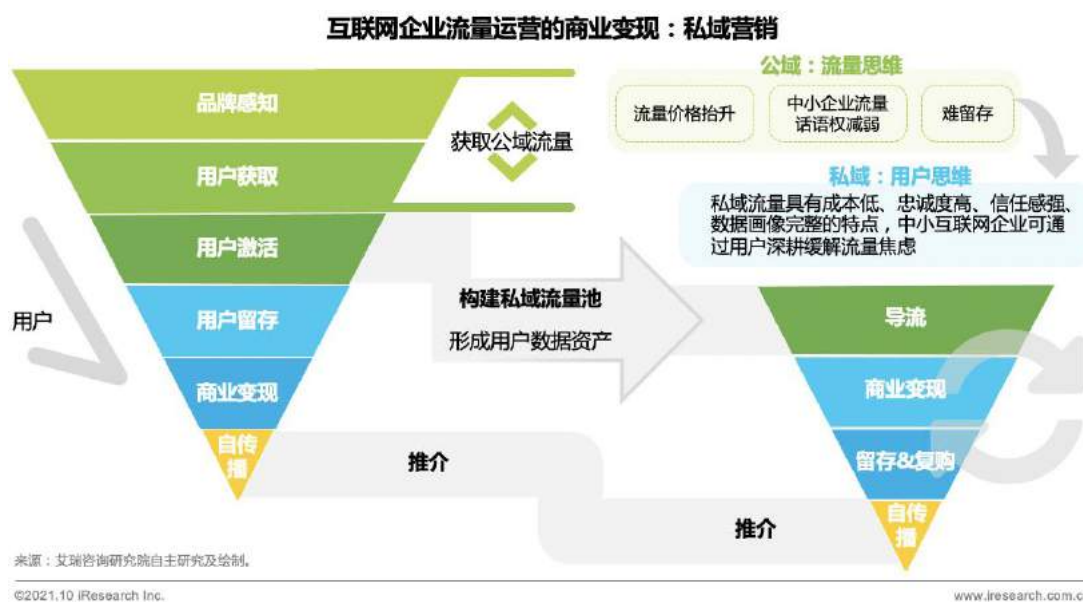 互联网企业流量运营的商业变现：私域营销
品牌感知
用户获取
用户激活
用户留存
商业变现
自传
播
用户
获取公域流量
公域：流量思维
流量价格抬升
中小企业流量
话语权减弱
难留存
私域：用户思维
私域流量具有成本低、忠诚度高、信任感强、
数据画像完整的特点，中小互联网企业可通
过用户深耕缓解流量焦虑
构建私域流量池
形成用户数据资产
导流
商业变现
留存&复购
自传
播
推介
推介
来源：艾瑞咨询研究院自主研究及绘制。
©2021.10 iResearch Inc.
www.iresearch.com.c